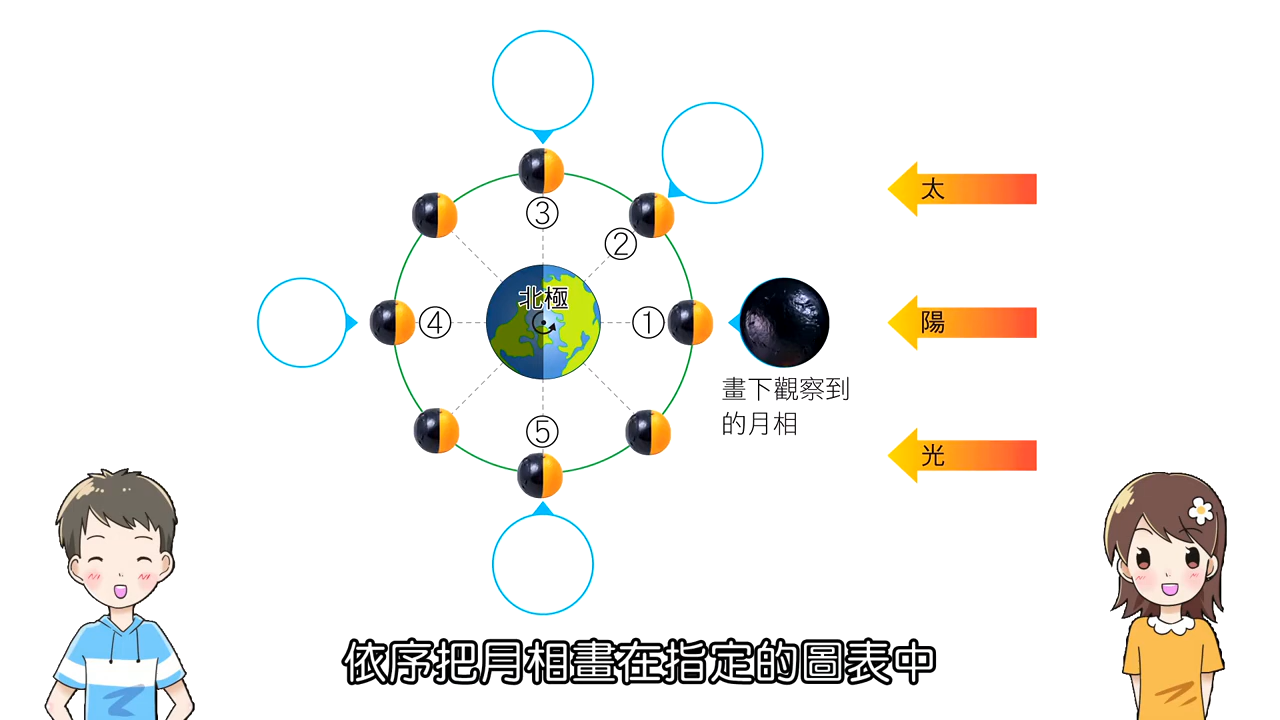 ③
②
太
北極
④
①
陽
畫下觀察到
的月相
⑤
光
依序把月相畫在指定的圖表中